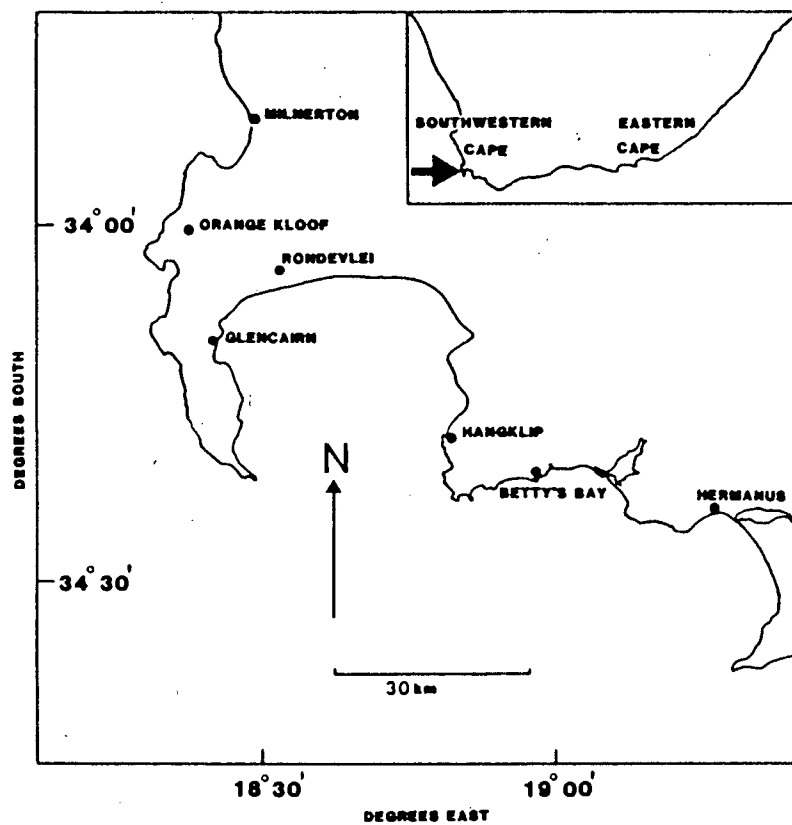 MILNERTON
SOUTHWESTERN
CAPE
EASTERN
CAPE
34°00'
ORANGE KLOOF
RONDEVLEI
GLENCAIRN
DEGREES SOUTH
HANGKLIP
N
BETTY'S BAY
HERMANUS
34°30'
30 km
18°30'
19°00'
DEGREES EAST